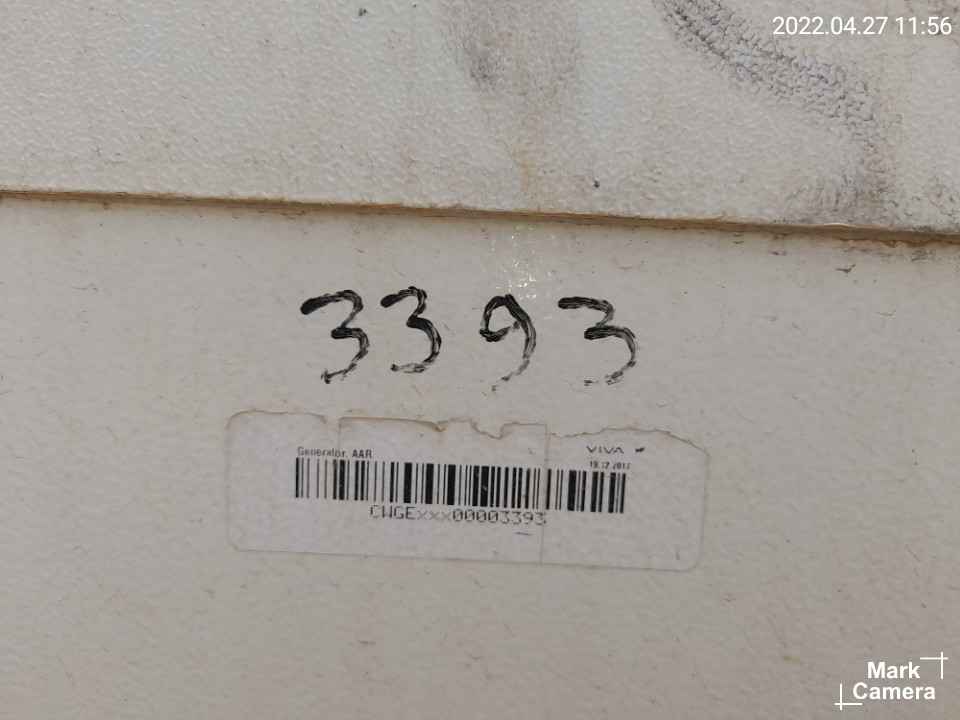 2022.04.27 11:56
3393
Generator, AAR
VIVA
CWGExxx00003393
Mark
Camera